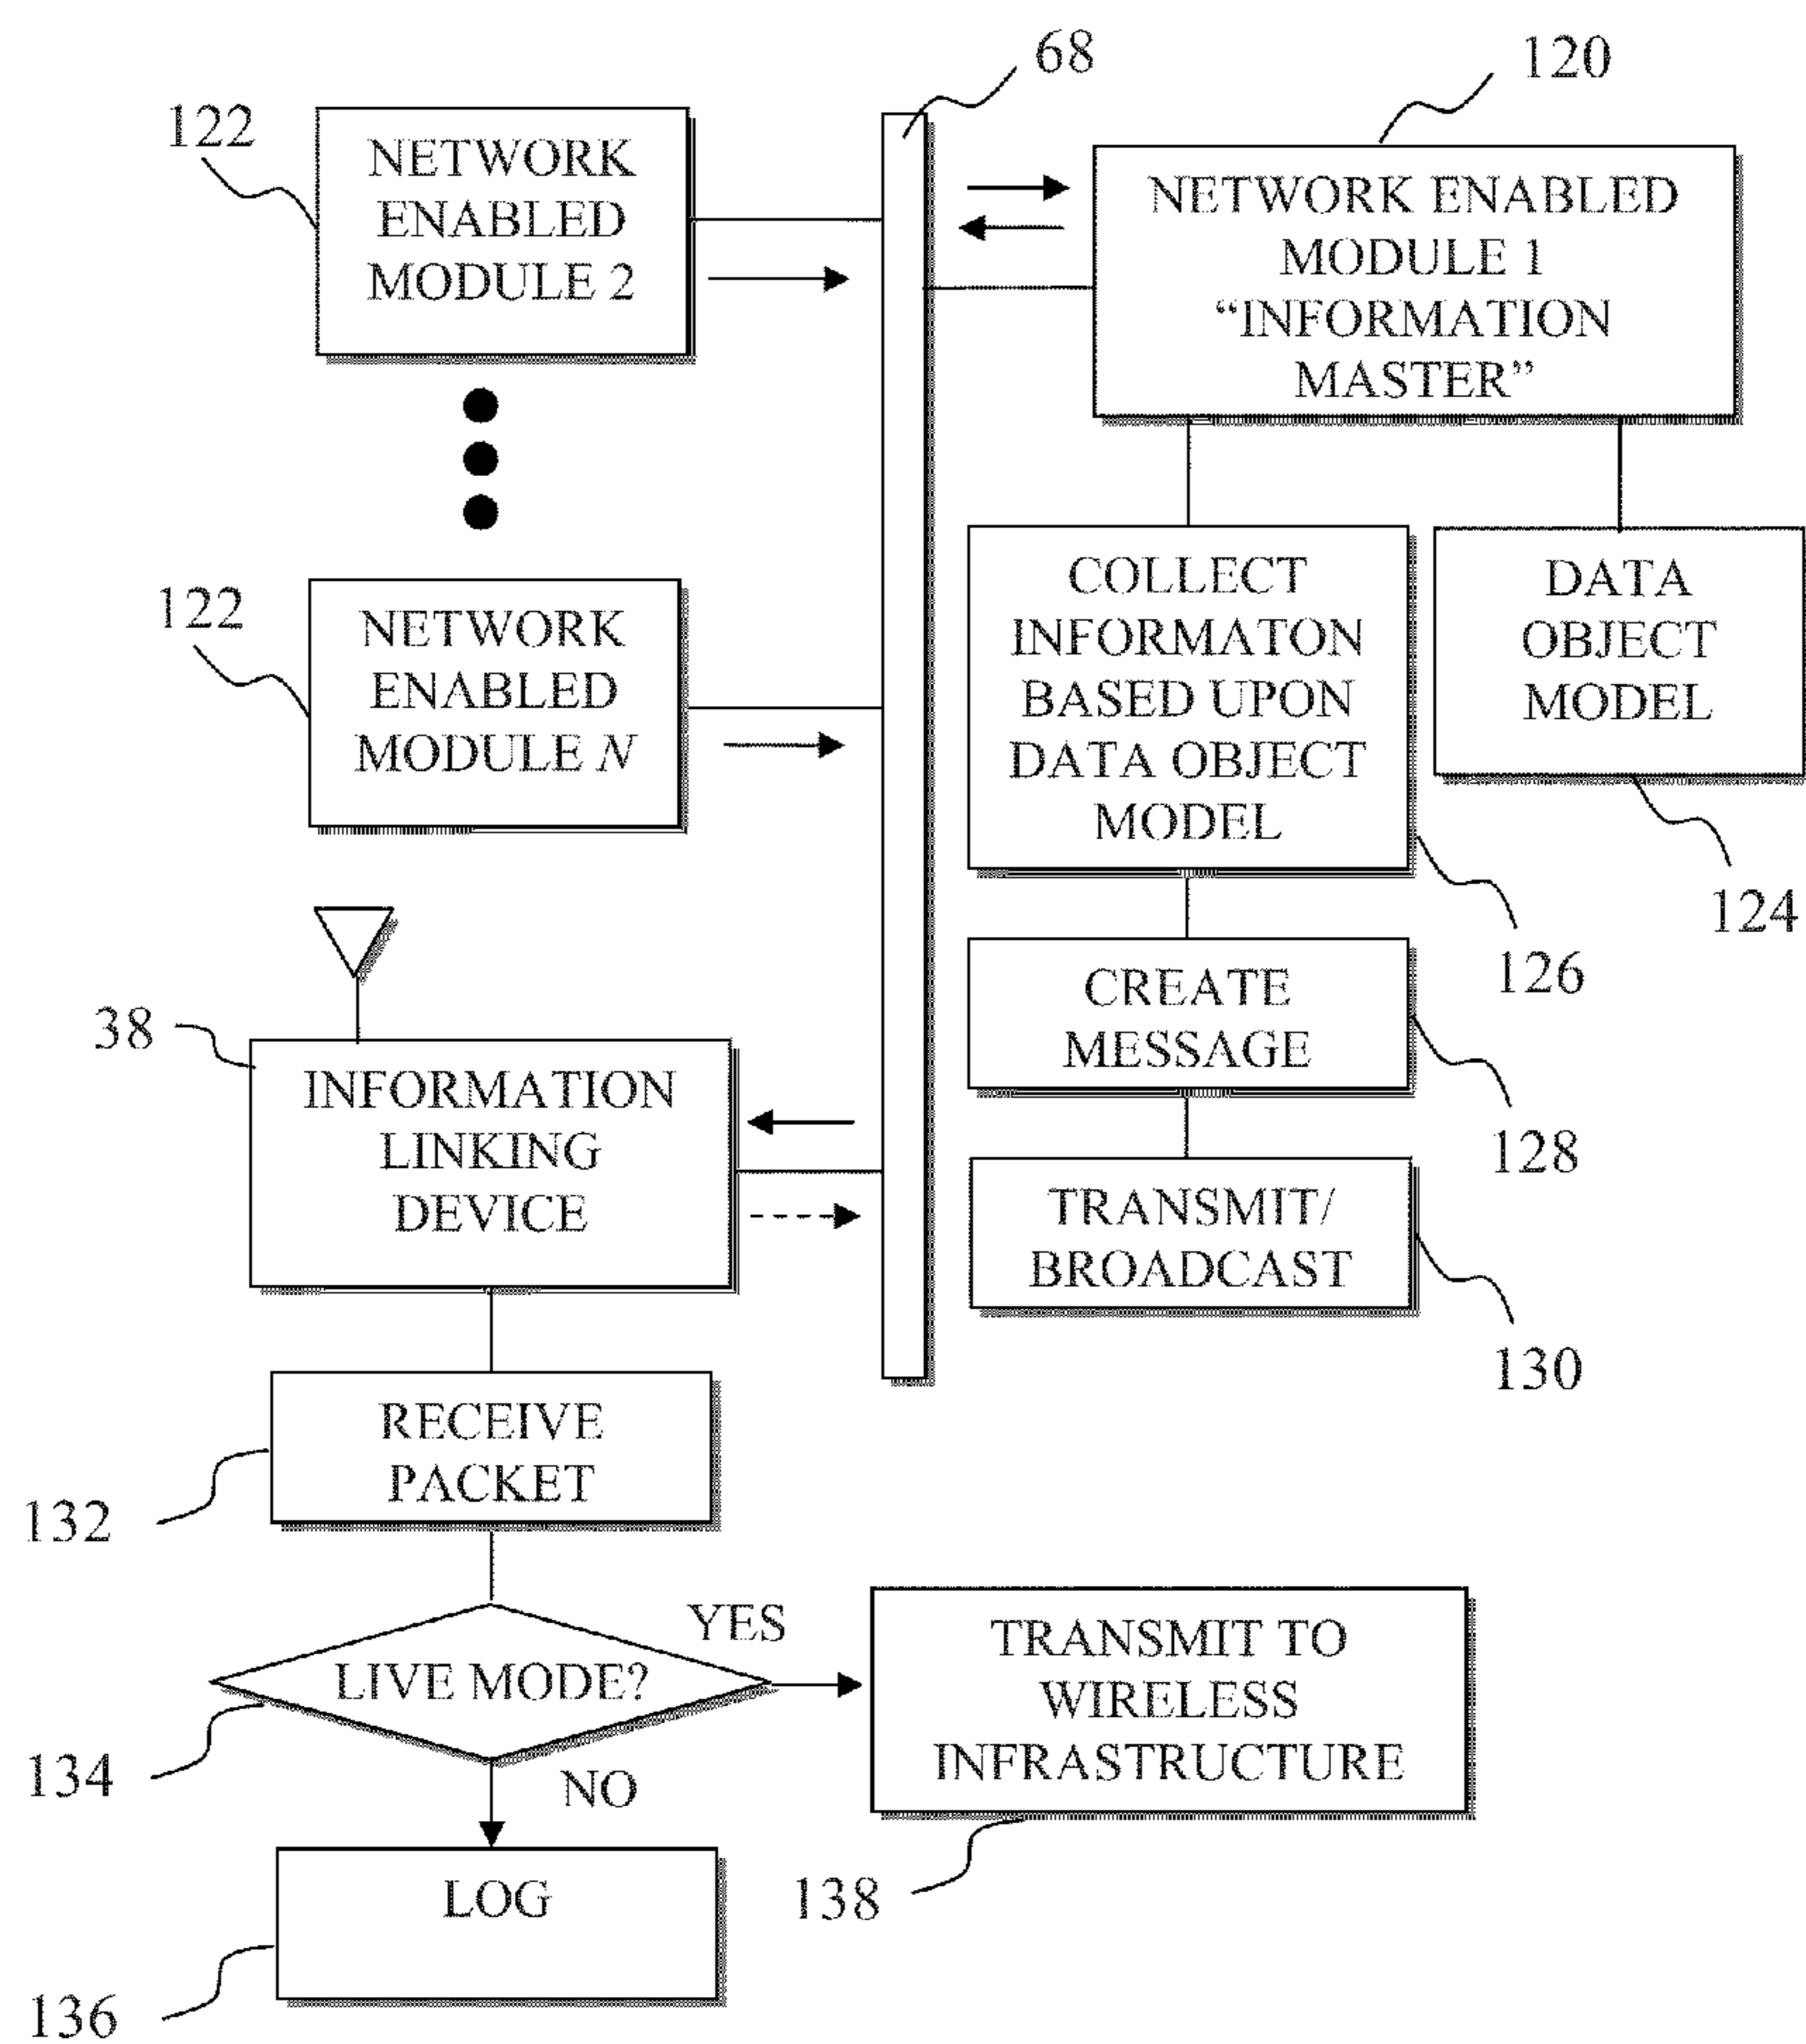 68
120
122
NETWORK
ENABLED
MODULE 2
NETWORK ENABLED
MODULE 1
“INFORMATION
MASTER”
122
NETWORK
ENABLED
MODULE N
COLLECT
INFORMATON
BASED UPON
DATA OBJECT
MODEL
DATA
OBJECT
MODEL
124
126
38
INFORMATION
LINKING
DEVICE
CREATE
MESSAGE
128
TRANSMIT/
BROADCAST
130
RECEIVE
PACKET
132
LIVE MODE?
YES
134
NO
TRANSMIT TO
WIRELESS
INFRASTRUCTURE
138
LOG
136